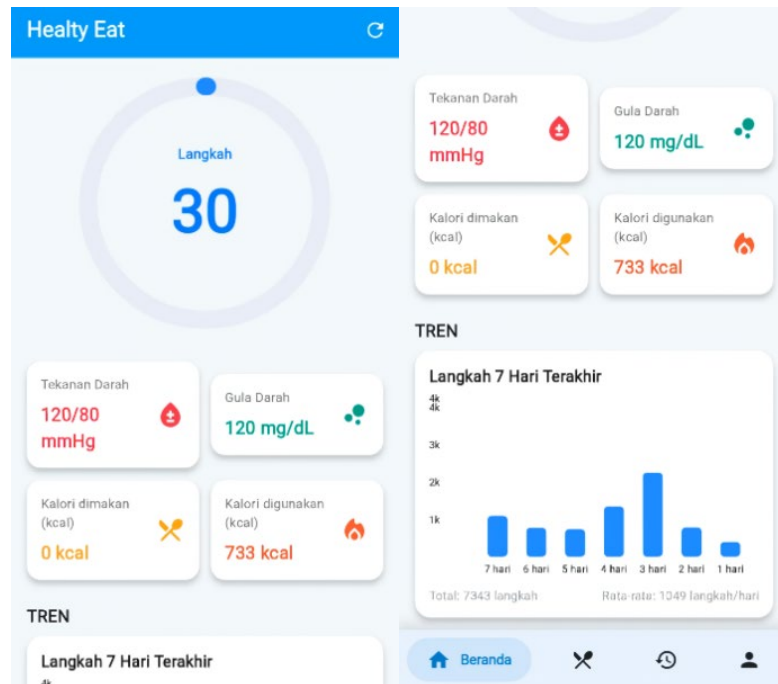 Healty Eat
Langkah
30
Tekanan Darah
120/80
mmHg
Gula Darah
120 mg/dL
Kalori dimakan
(kcal)
0 kcal
Kalori digunakan
(kcal)
733 kcal
TREN
Langkah 7 Hari Terakhir
4k
Tekanan Darah
120/80
mmHg
Gula Darah
120 mg/dL
Kalori dimakan
(kcal)
0 kcal
Kalori digunakan
(kcal)
733 kcal
TREN
Langkah 7 Hari Terakhir
4k
4k
3k
2k
1k
7 hari 6 hari 5 hari 4 hari 3 hari 2 hari 1 hari
Total: 7343 langkah Rata-rata: 1049 langkah/hari
Beranda